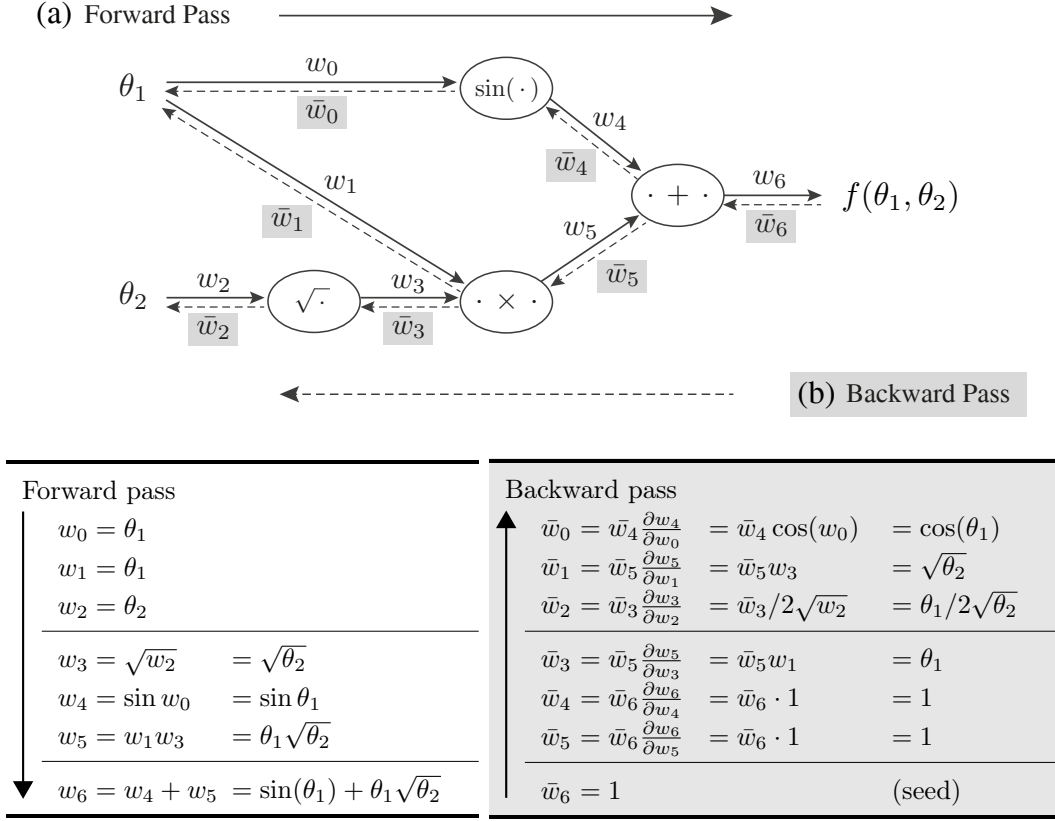 (a) Forward Pass
θ₁ w₀ sin( · )
w̄₀
w₄
w̄₄
w₁
w̄₁
· + · w₆ f(θ₁, θ₂)
w̄₆
w₅
w̄₅
θ₂ w₂ √· w₃ · × ·
w̄₂ w̄₃
(b) Backward Pass
Forward pass
w₀ = θ₁
w₁ = θ₁
w₂ = θ₂
w₃ = √w₂ = √θ₂
w₄ = sin w₀ = sin θ₁
w₅ = w₁w₃ = θ₁√θ₂
w₆ = w₄ + w₅ = sin(θ₁) + θ₁√θ₂
Backward pass
w̄₀ = w̄₄ ∂w₄/∂w₀ = w̄₄ cos(w₀) = cos(θ₁)
w̄₁ = w̄₅ ∂w₅/∂w₁ = w̄₅w₃ = √θ₂
w̄₂ = w̄₃ ∂w₃/∂w₂ = w̄₃/2√w₂ = θ₁/2√θ₂
w̄₃ = w̄₅ ∂w₅/∂w₃ = w̄₅w₁ = θ₁
w̄₄ = w̄₆ ∂w₆/∂w₄ = w̄₆ · 1 = 1
w̄₅ = w̄₆ ∂w₆/∂w₅ = w̄₆ · 1 = 1
w̄₆ = 1 (seed)